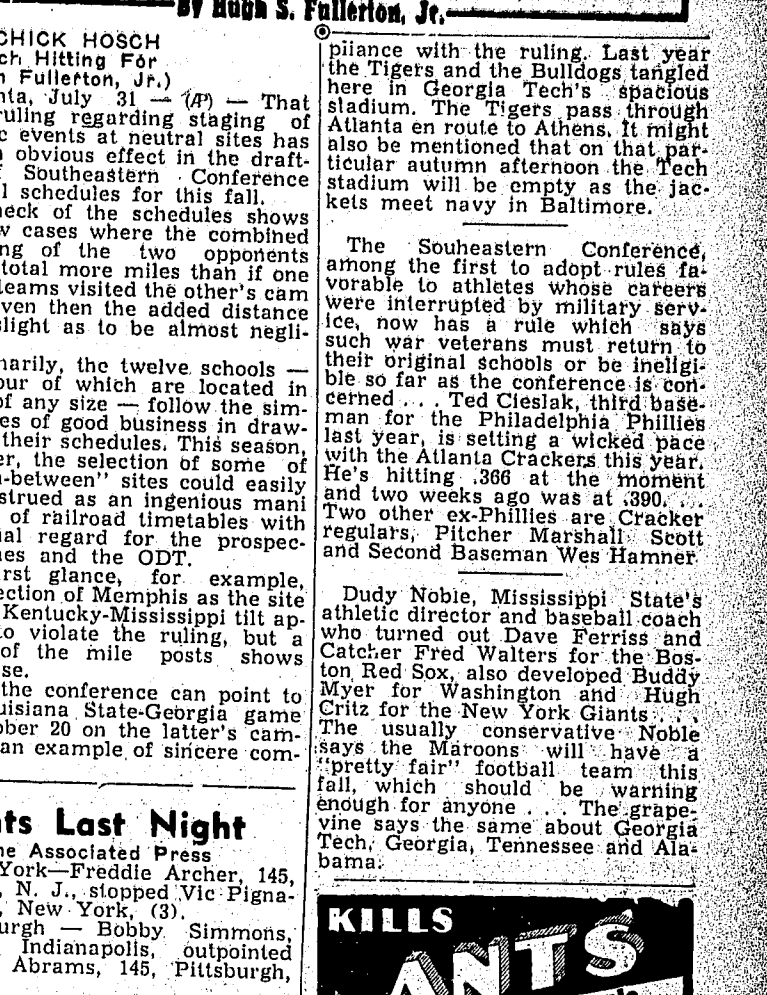 By Hugh S. Fullerton, Jr.
CHICK HOSCH
ch Hitting For
n Fullerton, Jr.)
nta, July 31 — (AP) — That
ruling regarding staging of
c events at neutral sites has
obvious effect in the draft-
f Southeastern Conference
l schedules for this fall.
heck of the schedules shows
w cases where the combined
ng of the two opponents
total more miles than if one
teams visited the other's cam
ven then the added distance
slight as to be almost negli-
narily, the twelve schools —
our of which are located in
of any size — follow the sim-
es of good business in draw-
their schedules. This season,
er, the selection of some of
n-between" sites could easily
strued as an ingenious mani
of railroad timetables with
al regard for the prospec-
es and the ODT.
rst glance, for example,
ection of Memphis as the site
Kentucky-Mississippi tilt ap-
to violate the ruling, but a
of the mile posts shows
se.
the conference can point to
uisiana State-Georgia game
ober 20 on the latter's cam-
an example of sincere com-
pliance with the ruling. Last year
the Tigers and the Bulldogs tangled
here in Georgia Tech's spacious
stadium. The Tigers pass through
Atlanta en route to Athens. It might
also be mentioned that on that par-
ticular autumn afternoon the Tech
stadium will be empty as the jac-
kets meet navy in Baltimore.
The Souheastern Conference,
among the first to adopt rules fa-
vorable to athletes whose careers
were interrupted by military serv-
ice, now has a rule which says
such war veterans must return to
their original schools or be ineligi-
ble so far as the conference is con-
cerned . . . Ted Cieslak, third base-
man for the Philadelphia Phillies
last year, is setting a wicked pace
with the Atlanta Crackers this year.
He's hitting .366 at the moment
and two weeks ago was at .390. . .
Two other ex-Phillies are Cracker
regulars, Pitcher Marshall Scott
and Second Baseman Wes Hamner.
Dudy Noble, Mississippi State's
athletic director and baseball coach
who turned out Dave Ferriss and
Catcher Fred Walters for the Bos-
ton Red Sox, also developed Buddy
Myer for Washington and Hugh
Critz for the New York Giants . . .
The usually conservative Noble
says the Maroons will have a
"pretty fair" football team this
fall, which should be warning
enough for anyone . . . The grape-
vine says the same about Georgia
Tech, Georgia, Tennessee and Ala-
bama.
ts Last Night
he Associated Press
York—Freddie Archer, 145,
, N. J., stopped Vic Pigna-
, New York, (3).
urgh — Bobby Simmons,
Indianapolis, outpointed
Abrams, 145, Pittsburgh,
KILLS
ANTS